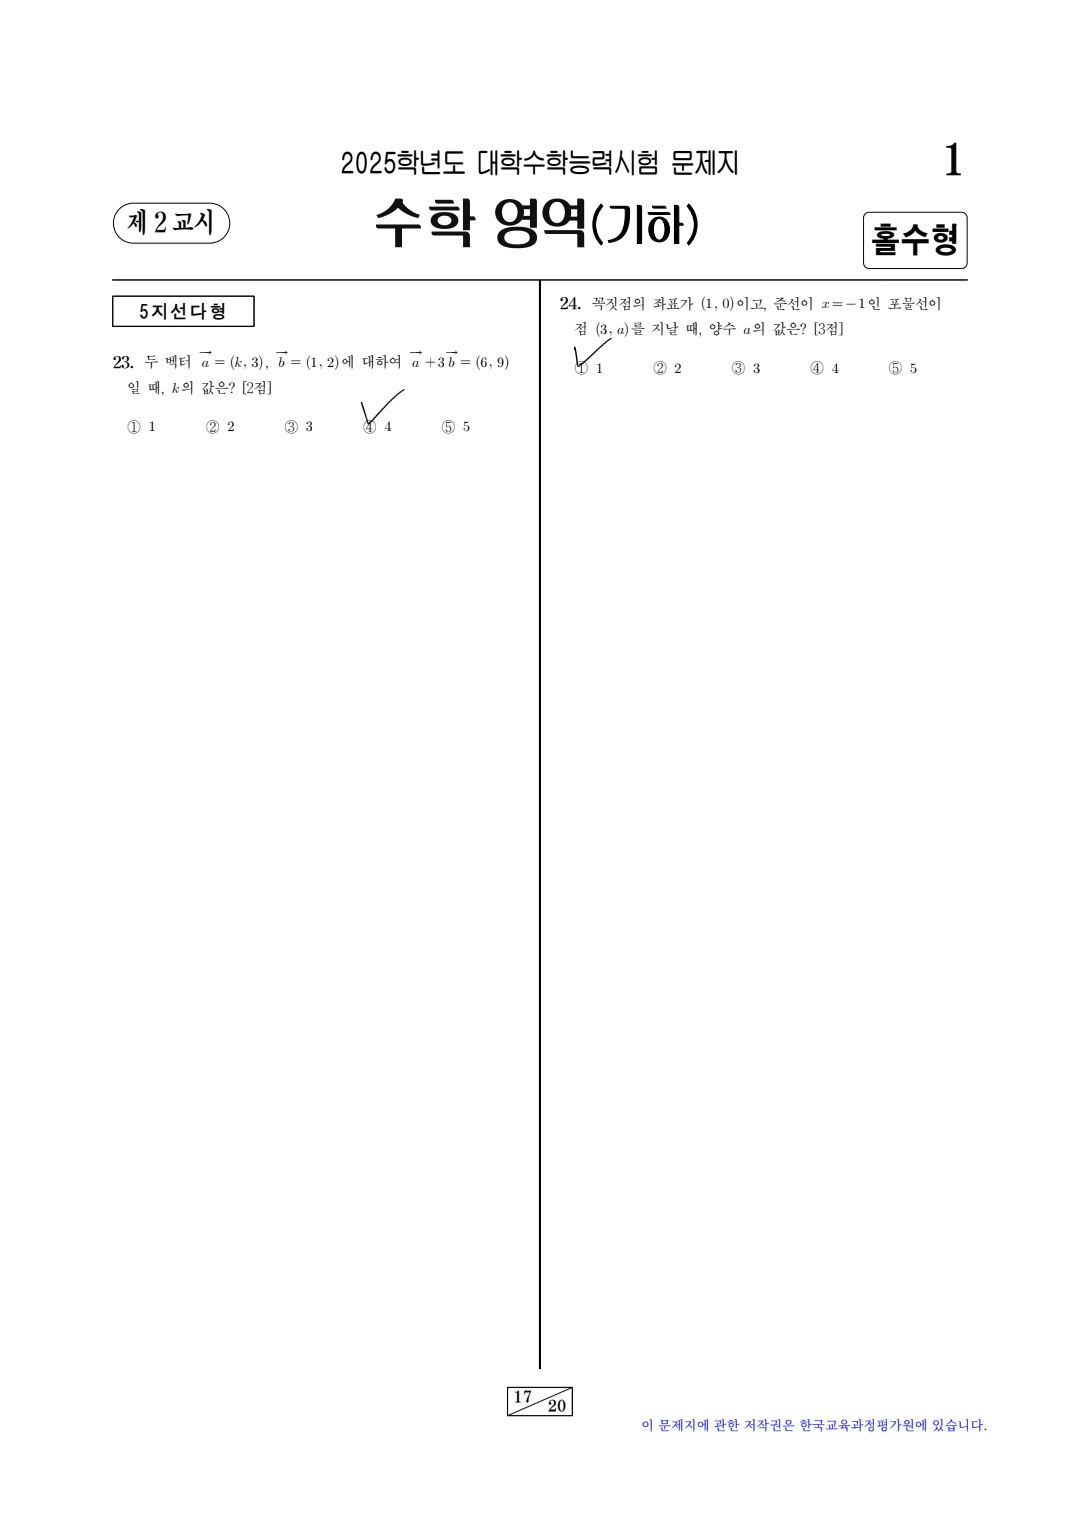 2025학년도 대학수학능력시험 문제지
1
제 2 교시
수학 영역(기하)
홀수형
5지선다형
23. 두 벡터 $\vec{a}=(k, 3)$, $\vec{b}=(1, 2)$에 대하여 $\vec{a}+3\vec{b}=(6, 9)$
일 때, $k$의 값은? [2점]
① 1 ② 2 ③ 3 ④ 4 ⑤ 5
24. 꼭짓점의 좌표가 (1, 0)이고, 준선이 $x=-1$인 포물선이
점 (3, $a$)를 지날 때, 양수 $a$의 값은? [3점]
① 1 ② 2 ③ 3 ④ 4 ⑤ 5
17
20
이 문제지에 관한 저작권은 한국교육과정평가원에 있습니다.